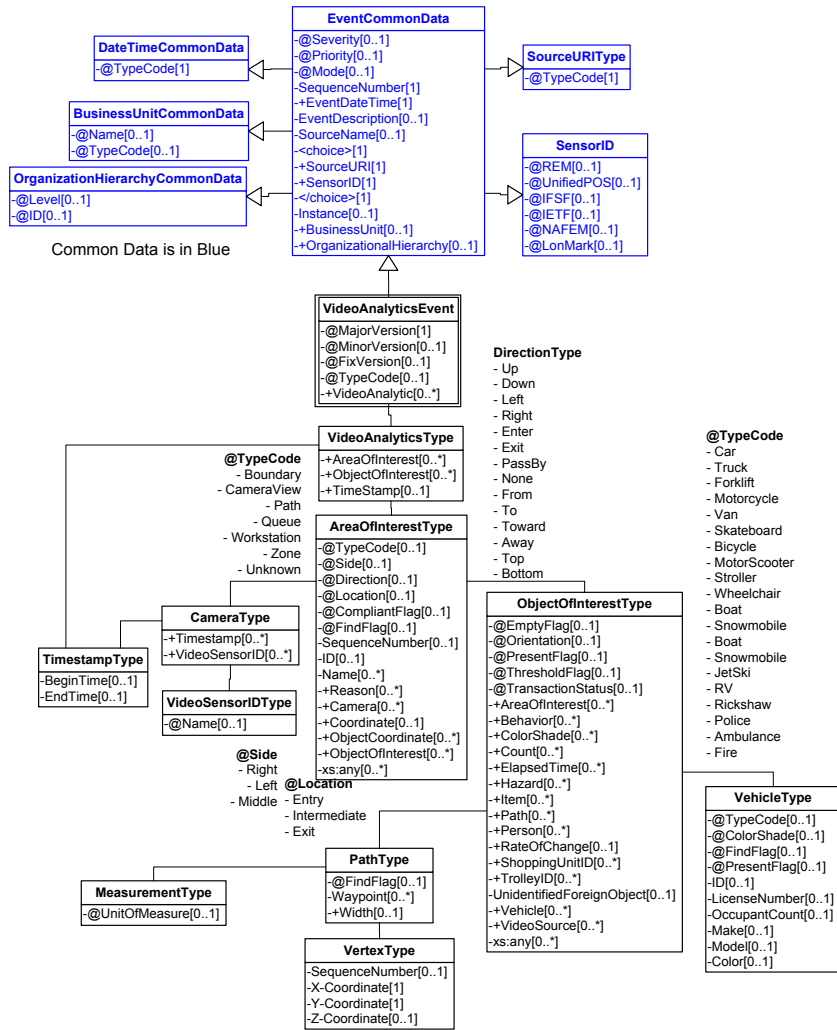 EventCommonData
-@Severity[0..1]
-@Priority[0..1]
-@Mode[0..1]
-SequenceNumber[1]
-+EventDateTime[1]
-EventDescription[0..1]
-SourceName[0..1]
-<choice>[1]
-+SourceURI[1]
-+SensorID[1]
-</choice>[1]
-Instance[0..1]
-+BusinessUnit[0..1]
-+OrganizationalHierarchy[0..1]
DateTimeCommonData
-@TypeCode[1]
BusinessUnitCommonData
-@Name[0..1]
-@TypeCode[0..1]
OrganizationHierarchyCommonData
-@Level[0..1]
-@ID[0..1]
Common Data is in Blue
SourceURIType
-@TypeCode[1]
SensorID
-@REM[0..1]
-@UnifiedPOS[0..1]
-@IFSF[0..1]
-@IETF[0..1]
-@NAFEM[0..1]
-@LonMark[0..1]
VideoAnalyticsEvent
-@MajorVersion[1]
-@MinorVersion[0..1]
-@FixVersion[0..1]
-@TypeCode[0..1]
-+VideoAnalytic[0..*]
VideoAnalyticsType
-+AreaOfInterest[0..*]
-+ObjectOfInterest[0..*]
-+TimeStamp[0..1]
@TypeCode
- Boundary
- CameraView
- Path
- Queue
- Workstation
- Zone
- Unknown
DirectionType
- Up
- Down
- Left
- Right
- Enter
- Exit
- PassBy
- None
- From
- To
- Toward
- Away
- Top
- Bottom
@TypeCode
- Car
- Truck
- Forklift
- Motorcycle
- Van
- Skateboard
- Bicycle
- MotorScooter
- Stroller
- Wheelchair
- Boat
- Snowmobile
- Boat
- Snowmobile
- JetSki
- RV
- Rickshaw
- Police
- Ambulance
- Fire
AreaOfInterestType
-@TypeCode[0..1]
-@Side[0..1]
-@Direction[0..1]
-@Location[0..1]
-@CompliantFlag[0..1]
-@FindFlag[0..1]
-SequenceNumber[0..1]
-ID[0..1]
-Name[0..*]
-+Reason[0..*]
-+Camera[0..*]
-+Coordinate[0..1]
-+ObjectCoordinate[0..*]
-+ObjectOfInterest[0..*]
-xs:any[0..*]
CameraType
-+Timestamp[0..*]
-+VideoSensorID[0..*]
TimestampType
-BeginTime[0..1]
-EndTime[0..1]
VideoSensorIDType
-@Name[0..1]
@Side
- Right
- Left
- Middle
@Location
- Entry
- Intermediate
- Exit
ObjectOfInterestType
-@EmptyFlag[0..1]
-@Orientation[0..1]
-@PresentFlag[0..1]
-@ThresholdFlag[0..1]
-@TransactionStatus[0..1]
-+AreaOfInterest[0..*]
-+Behavior[0..*]
-+ColorShade[0..*]
-+Count[0..*]
-+ElapsedTime[0..*]
-+Hazard[0..*]
-+Item[0..*]
-+Path[0..*]
-+Person[0..*]
-+RateOfChange[0..*]
-+ShoppingUnitID[0..*]
-+TrolleyID[0..*]
-UnidentifiedForeignObject[0..1]
-+Vehicle[0..*]
-+VideoSource[0..*]
-xs:any[0..*]
VehicleType
-@TypeCode[0..1]
-@ColorShade[0..1]
-@FindFlag[0..1]
-@PresentFlag[0..1]
-ID[0..1]
-LicenseNumber[0..1]
-OccupantCount[0..1]
-Make[0..1]
-Model[0..1]
-Color[0..1]
PathType
-@FindFlag[0..1]
-Waypoint[0..*]
-+Width[0..1]
MeasurementType
-@UnitOfMeasure[0..1]
VertexType
-SequenceNumber[0..1]
-X-Coordinate[1]
-Y-Coordinate[1]
-Z-Coordinate[0..1]